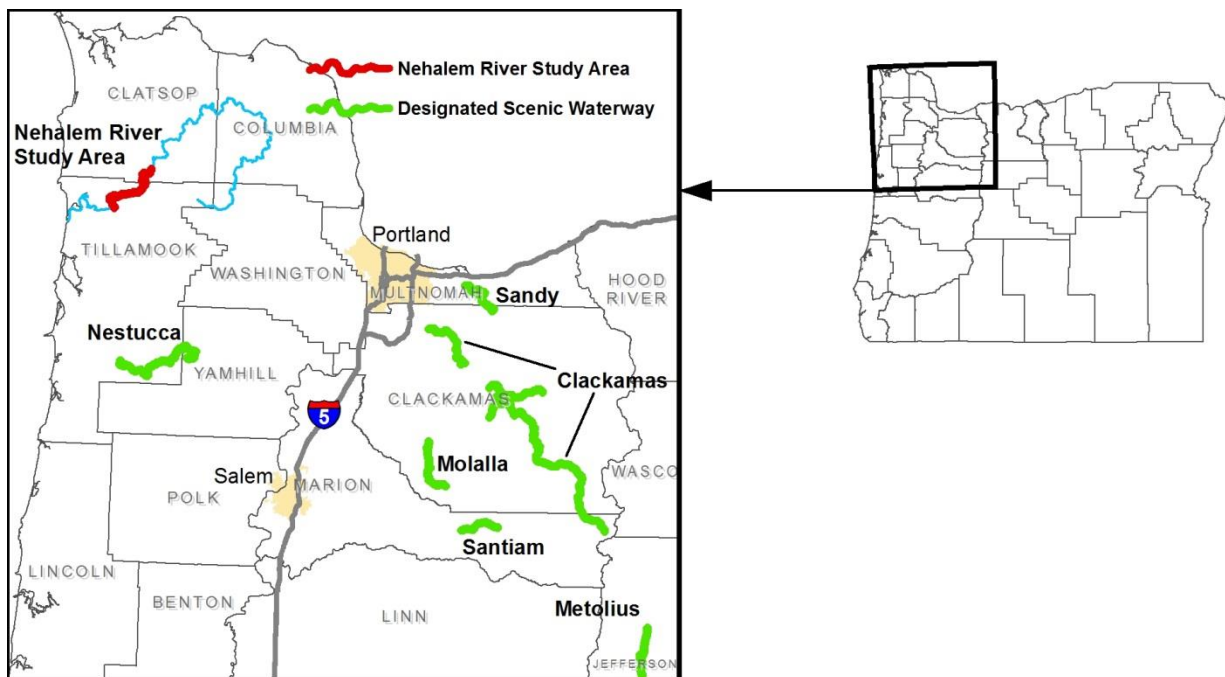 Nehalem River Study Area
Designated Scenic Waterway
CLATSOP
COLUMBIA
Nehalem River
Study Area
TILLAMOOK
WASHINGTON
Portland
MULTNOMAH
Sandy
HOOD
RIVER
Nestucca
YAMHILL
Clackamas
CLACKAMAS
5
Molalla
WASCO
Salem
MARION
POLK
Santiam
LINCOLN
BENTON
LINN
Metolius
JEFFERSON